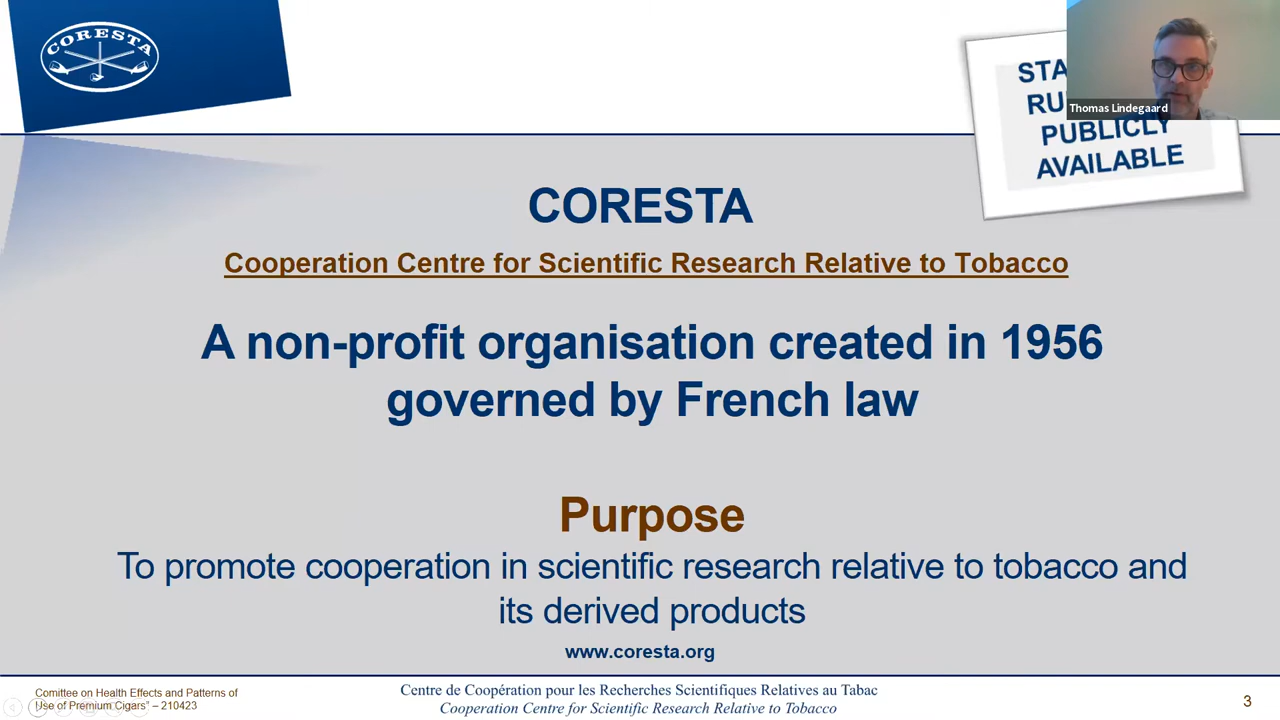 CORESTA
STA
RU
PUBLICLY
AVAILABLE
Thomas Lindegaard
CORESTA
Cooperation Centre for Scientific Research Relative to Tobacco
A non-profit organisation created in 1956
governed by French law
Purpose
To promote cooperation in scientific research relative to tobacco and
its derived products
www.coresta.org
Comittee on Health Effects and Patterns of
Use of Premium Cigars" – 210423
Centre de Coopération pour les Recherches Scientifiques Relatives au Tabac
Cooperation Centre for Scientific Research Relative to Tobacco
3